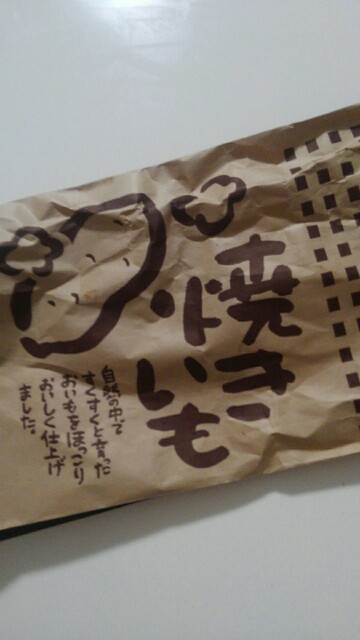 焼き
いも
自然の中で
すくすくと育った
おいもをほっこり
おいしく仕上げ
ました。